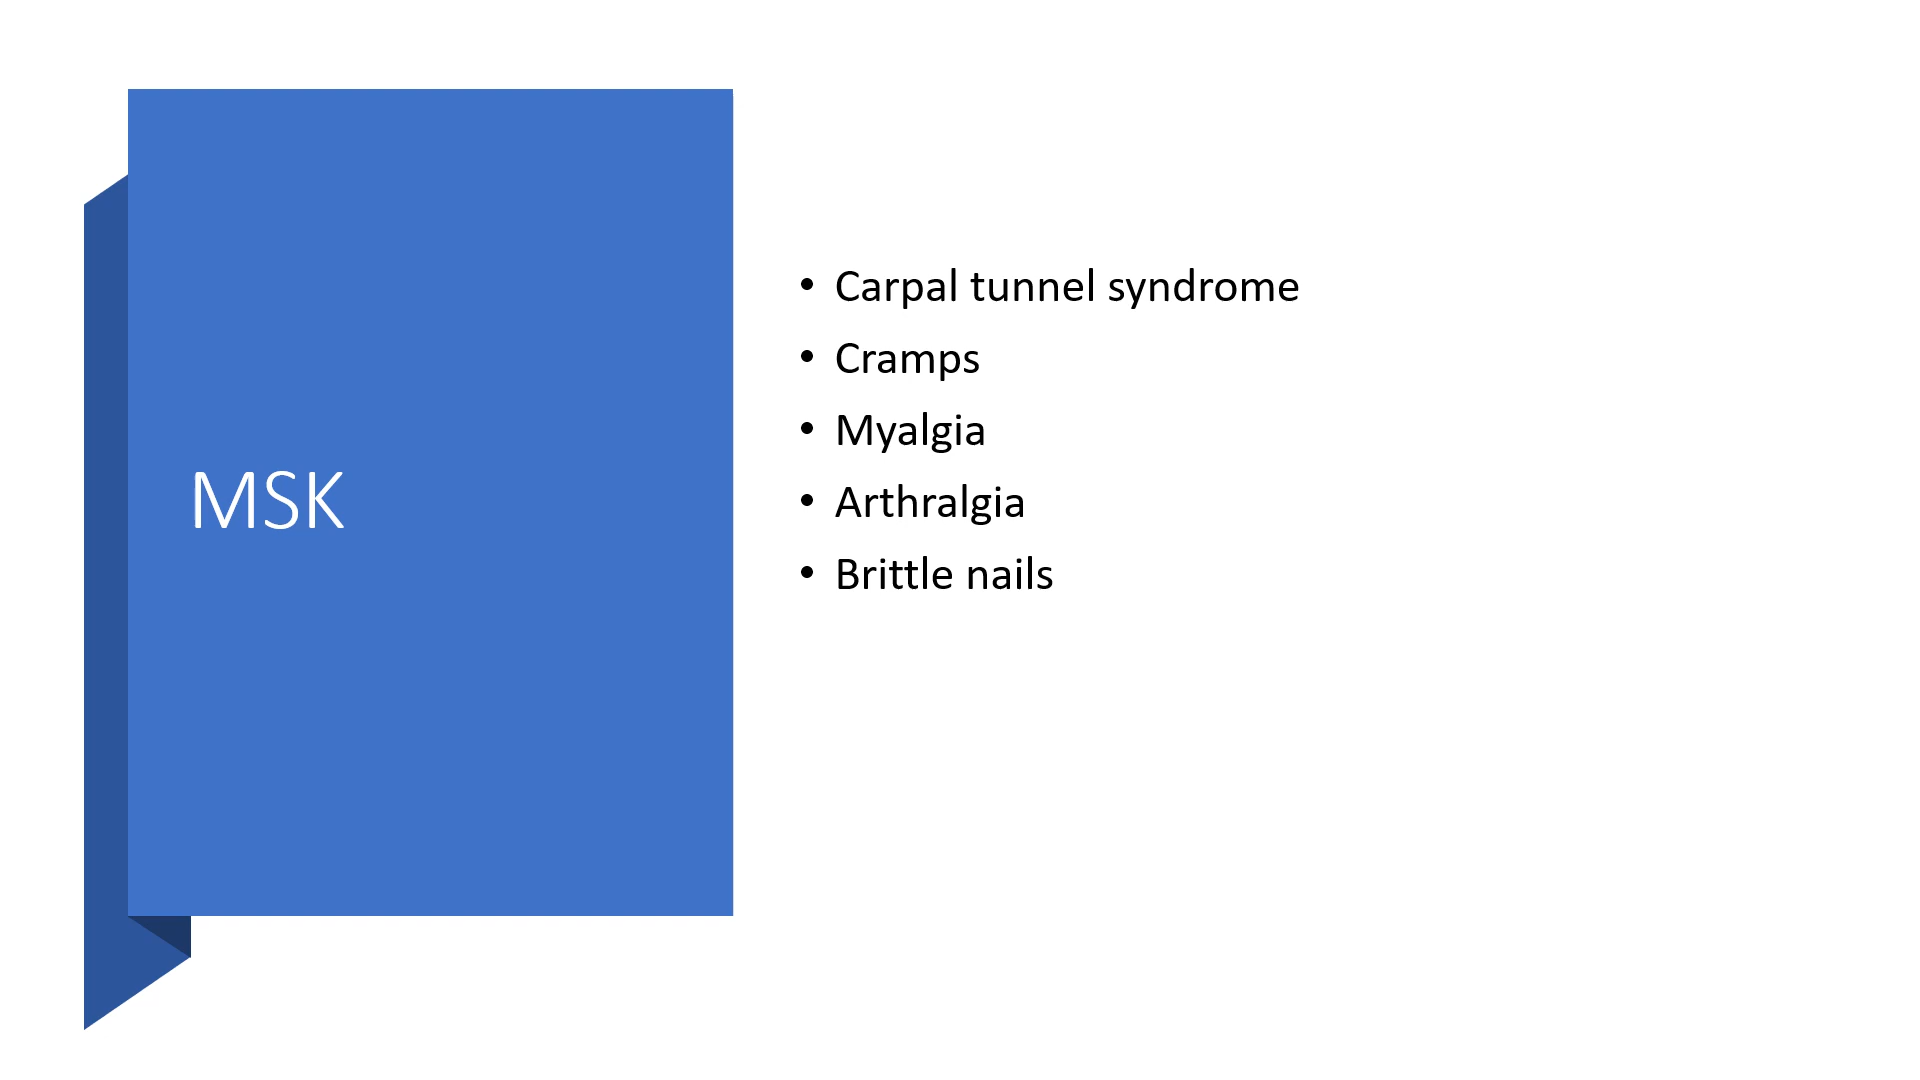 MSK
• Carpal tunnel syndrome
• Cramps
• Myalgia
• Arthralgia
• Brittle nails